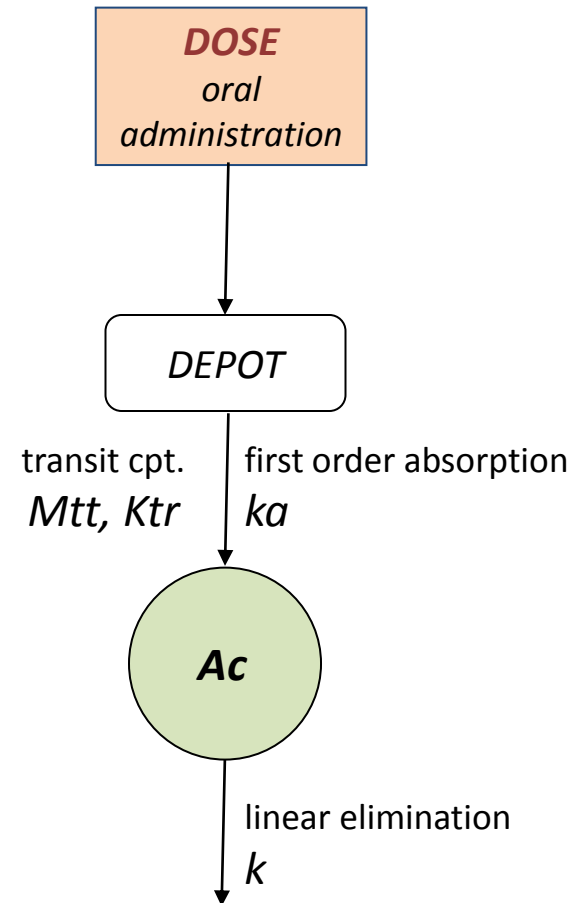 DOSE
oral
administration
DEPOT
transit cpt.
Mtt, Ktr
first order absorption
ka
Ac
linear elimination
k